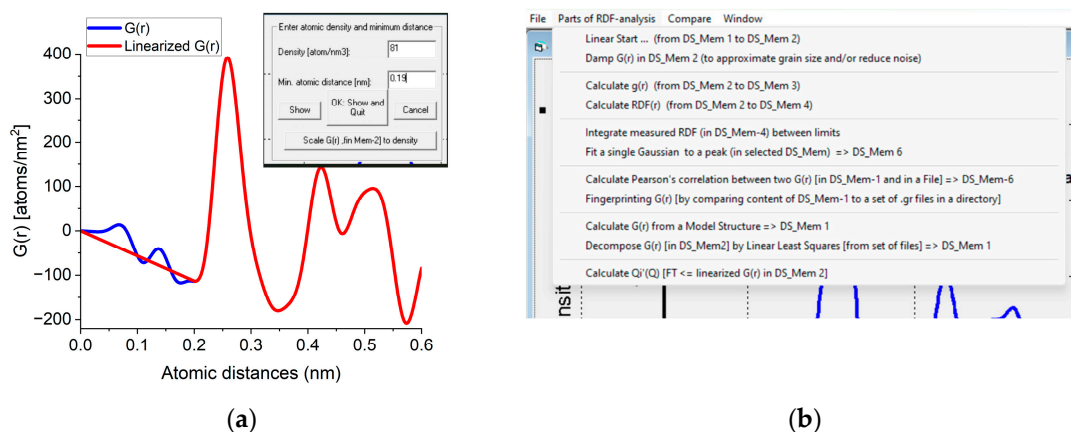 (a)
G(r)
Linearized G(r)
G(r) [atoms/nm2]
400
300
200
100
0
−100
−200
0.0 0.1 0.2 0.3 0.4 0.5 0.6
Atomic distances (nm)
Enter atomic density and minimum distance
Density [atom/nm3]: 81
Min. atomic distance [nm]: 0.19
Show
OK: Show and
Quit
Cancel
Scale G(r) ,fin Mem-2] to density
File Parts of RDF-analysis Compare Window
Linear Start ... (from DS_Mem 1 to DS_Mem 2)
Damp G(r) in DS_Mem 2 (to approximate grain size and/or reduce noise)
Calculate g(r) (from DS_Mem 2 to DS_Mem 3)
Calculate RDF(r) (from DS_Mem 2 to DS_Mem 4)
Integrate measured RDF (in DS_Mem-4) between limits
Fit a single Gaussian to a peak (in selected DS_Mem) => DS_Mem 6
Calculate Pearson's correlation between two G(r) [in DS_Mem-1 and in a File] => DS_Mem-6
Fingerprinting G(r) [by comparing content of DS_Mem-1 to a set of .gr files in a directory]
Calculate G(r) from a Model Structure => DS_Mem 1
Decompose G(r) [in DS_Mem2] by Linear Least Squares [from set of files] => DS_Mem 1
Calculate Qi'(Q) [FT <= linearized G(r) in DS_Mem 2]
(a)
(b)